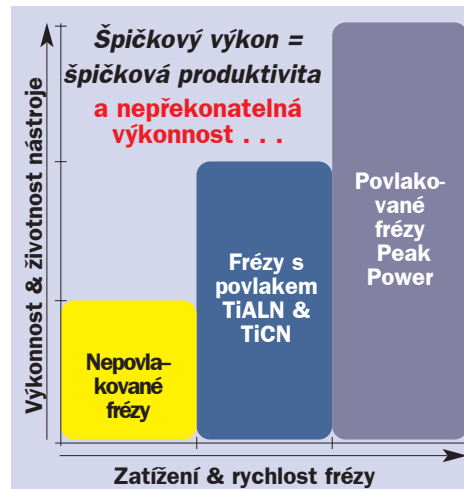 Špičkový výkon =
špičková produktivita
a nepřekonatelná
výkonnost . . .
Výkonnost & životnost nástroje
Nepovla–
kované
frézy
Frézy s
povlakem
TiALN &
TiCN
Povlako-
vané
frézy
Peak
Power
Zatížení & rychlost frézy